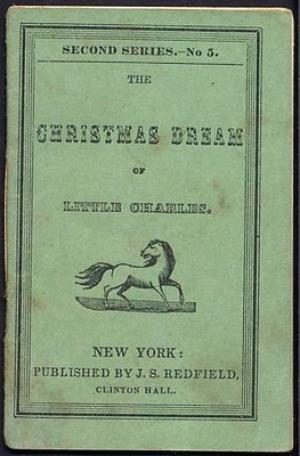 SECOND SERIES.—No 5.
THE
CHRISTMAS DREAM
OF
LITTLE CHARLES.
NEW YORK:
PUBLISHED BY J. S. REDFIELD,
CLINTON HALL.